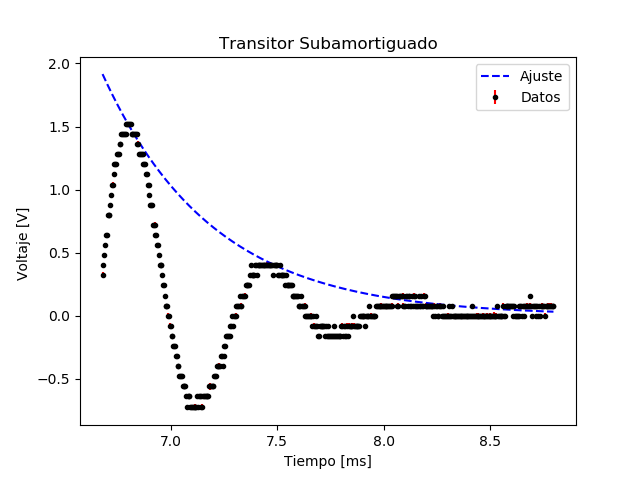 Transitor Subamortiguado
Ajuste
Datos
2.0
1.5
1.0
0.5
0.0
−0.5
Voltaje [V]
7.0 7.5 8.0 8.5
Tiempo [ms]